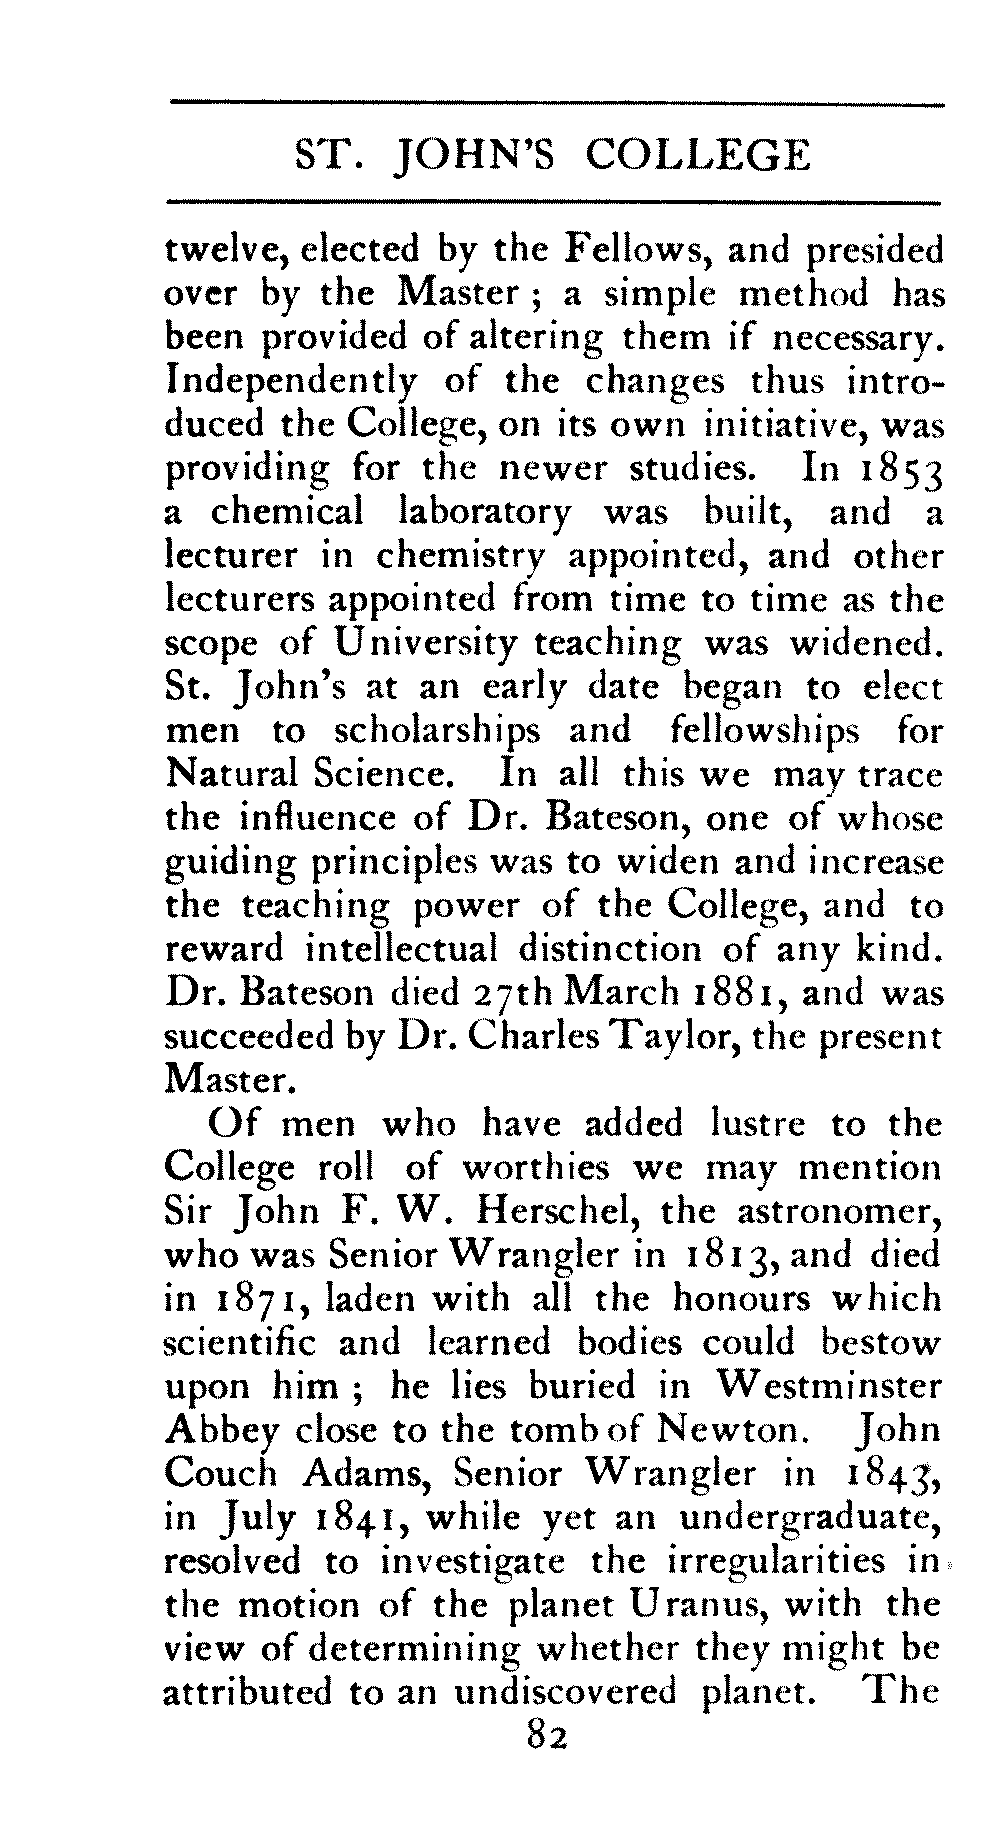 ST. JOHN'S COLLEGE
twelve, elected by the Fellows, and presided
over by the Master ; a simple method has
been provided of altering them if necessary.
Independently of the changes thus intro-
duced the College, on its own initiative, was
providing for the newer studies. In 1853
a chemical laboratory was built, and a
lecturer in chemistry appointed, and other
lecturers appointed from time to time as the
scope of University teaching was widened.
St. John's at an early date began to elect
men to scholarships and fellowships for
Natural Science. In all this we may trace
the influence of Dr. Bateson, one of whose
guiding principles was to widen and increase
the teaching power of the College, and to
reward intellectual distinction of any kind.
Dr. Bateson died 27th March 1881, and was
succeeded by Dr. Charles Taylor, the present
Master.
Of men who have added lustre to the
College roll of worthies we may mention
Sir John F. W. Herschel, the astronomer,
who was Senior Wrangler in 1813, and died
in 1871, laden with all the honours which
scientific and learned bodies could bestow
upon him ; he lies buried in Westminster
Abbey close to the tomb of Newton. John
Couch Adams, Senior Wrangler in 1843,
in July 1841, while yet an undergraduate,
resolved to investigate the irregularities in
the motion of the planet Uranus, with the
view of determining whether they might be
attributed to an undiscovered planet. The
82